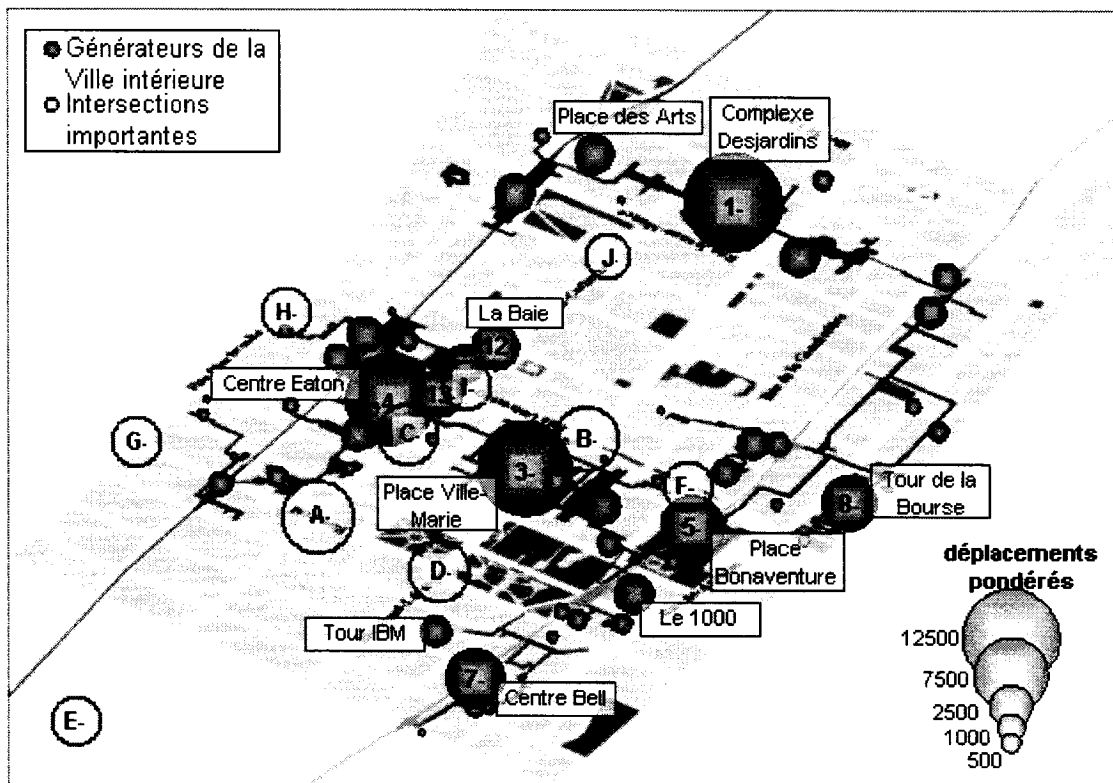 Générateurs de la
Ville intérieure
Intersections
importantes
Place des Arts
Complexe
Desjardins
1-
J-
H-
La Baie
12
Centre Eaton
4
13
I-
G-
C-
B-
3-
Place Ville-
Marie
F-
A-
5-
8-
Tour de la
Bourse
Place
Bonaventure
D-
Le 1000
Tour IBM
7-
Centre Bell
E-
déplacements
pondérés
12500
7500
2500
1000
500